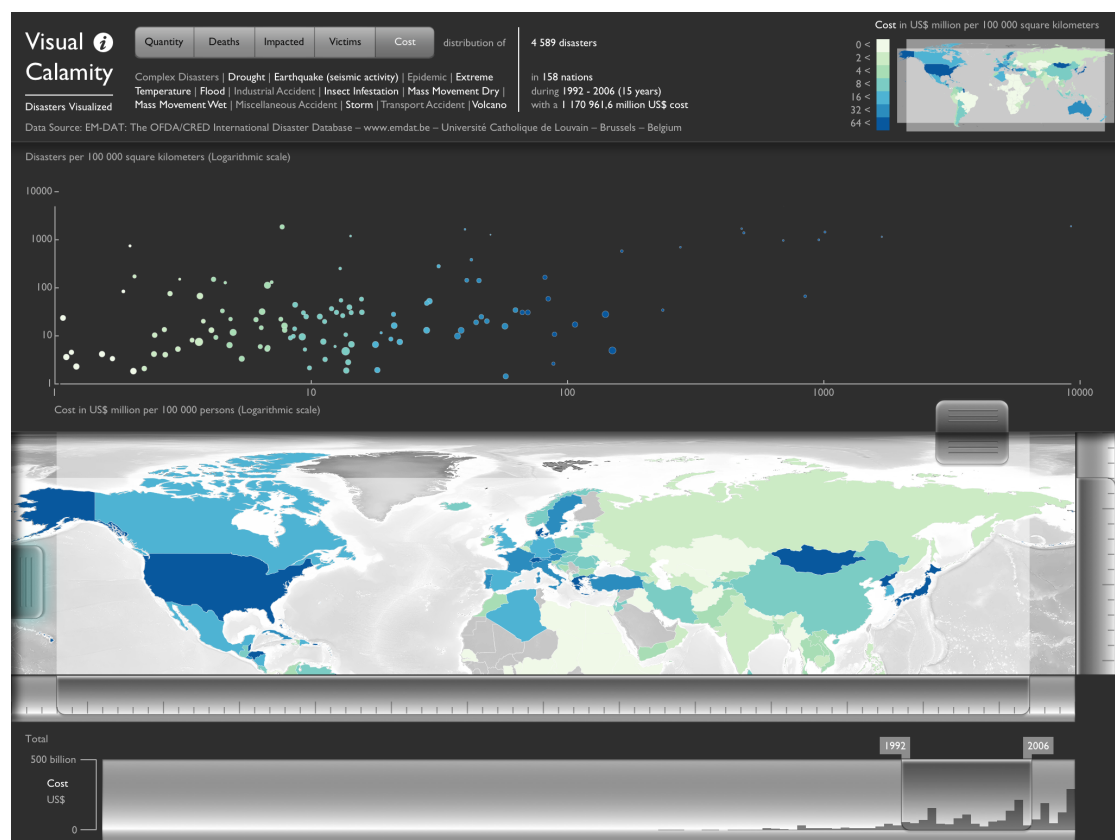 Visual i
Calamity
Disasters Visualized
Quantity Deaths Impacted Victims Cost distribution of
Complex Disasters | Drought | Earthquake (seismic activity) | Epidemic | Extreme
Temperature | Flood | Industrial Accident | Insect Infestation | Mass Movement Dry |
Mass Movement Wet | Miscellaneous Accident | Storm | Transport Accident | Volcano
4 589 disasters
in 158 nations
during 1992 - 2006 (15 years)
with a 1 170 961,6 million US$ cost
Data Source: EM-DAT: The OFDA/CRED International Disaster Database – www.emdat.be – Université Catholique de Louvain – Brussels – Belgium
Cost in US$ million per 100 000 square kilometers
0 <
2 <
4 <
8 <
16 <
32 <
64 <
Disasters per 100 000 square kilometers (Logarithmic scale)
10000
1000
100
10
1
1 10 100 1000 10000
Cost in US$ million per 100 000 persons (Logarithmic scale)
Total
1992 2006
500 billion
Cost
US$
0